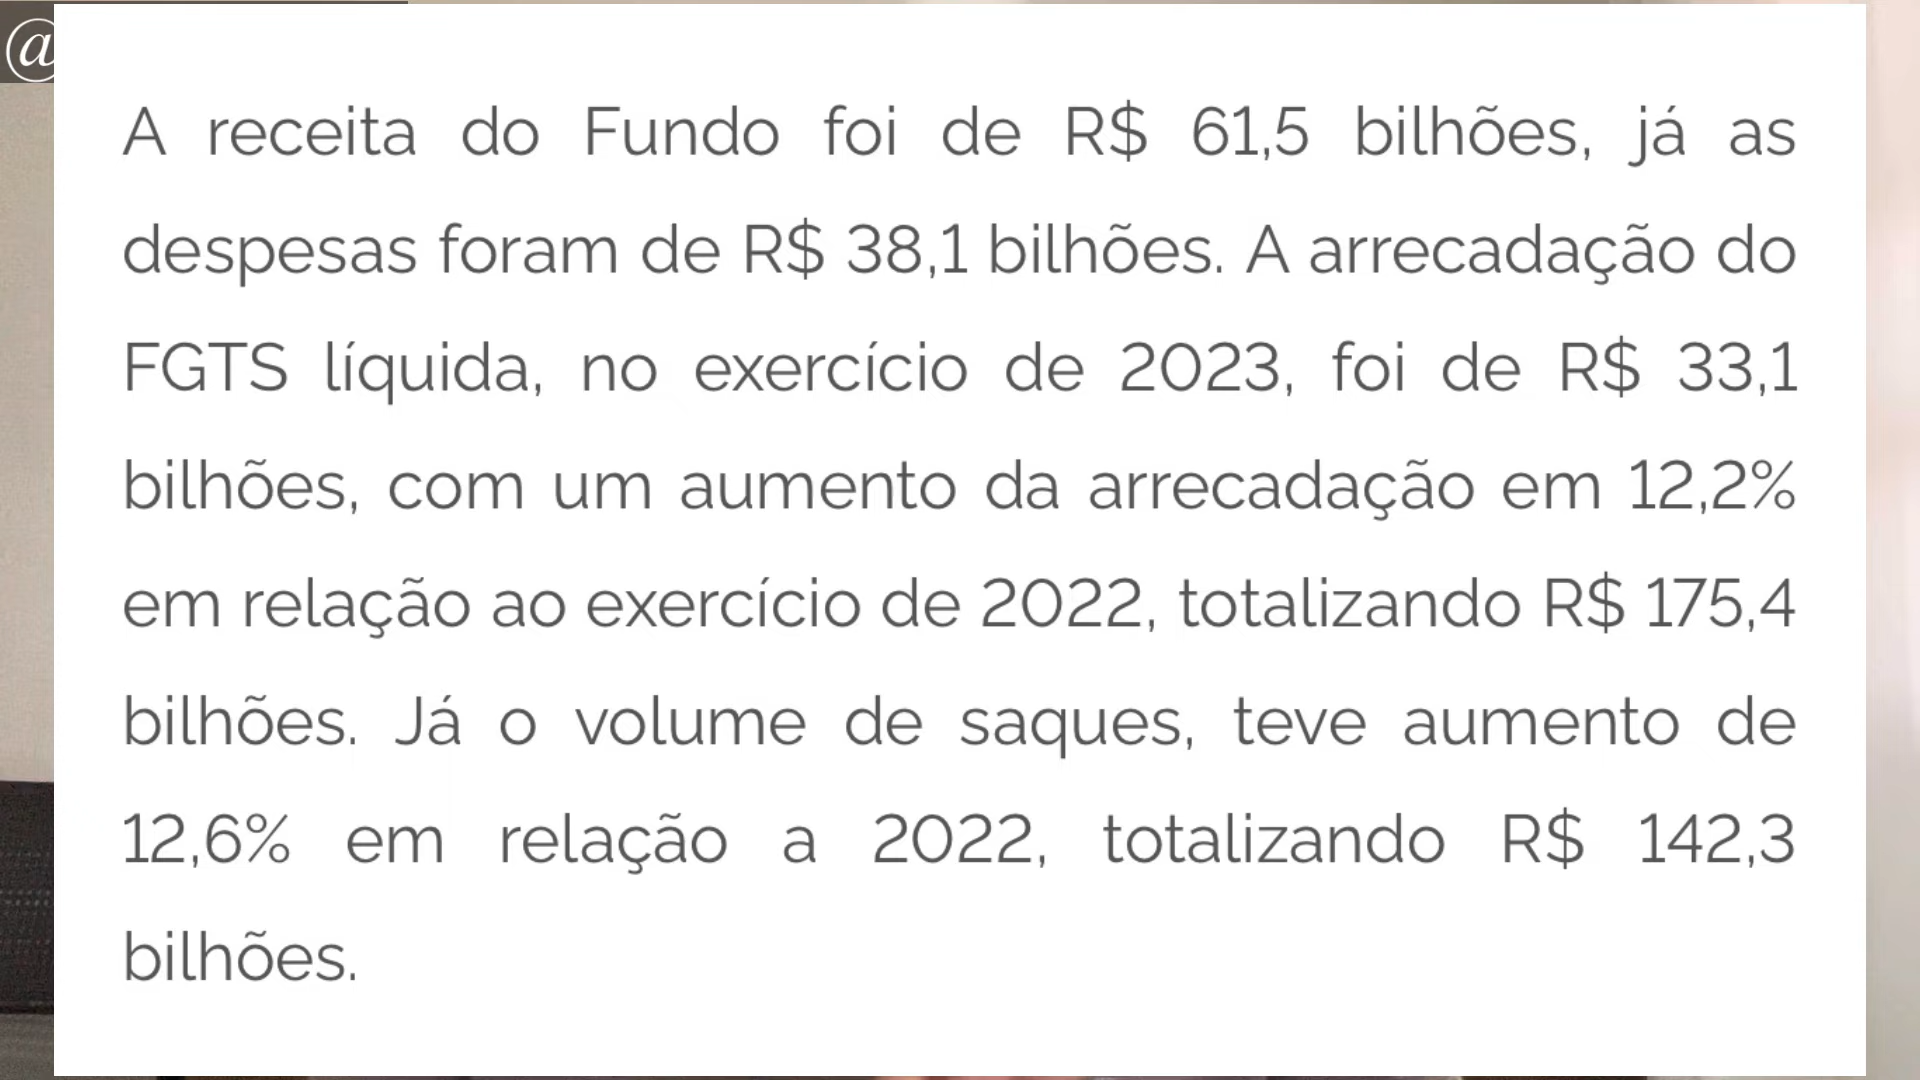 @
A receita do Fundo foi de R$ 61,5 bilhões, já as
despesas foram de R$ 38,1 bilhões. A arrecadação do
FGTS líquida, no exercício de 2023, foi de R$ 33,1
bilhões, com um aumento da arrecadação em 12,2%
em relação ao exercício de 2022, totalizando R$ 175,4
bilhões. Já o volume de saques, teve aumento de
12,6% em relação a 2022, totalizando R$ 142,3
bilhões.